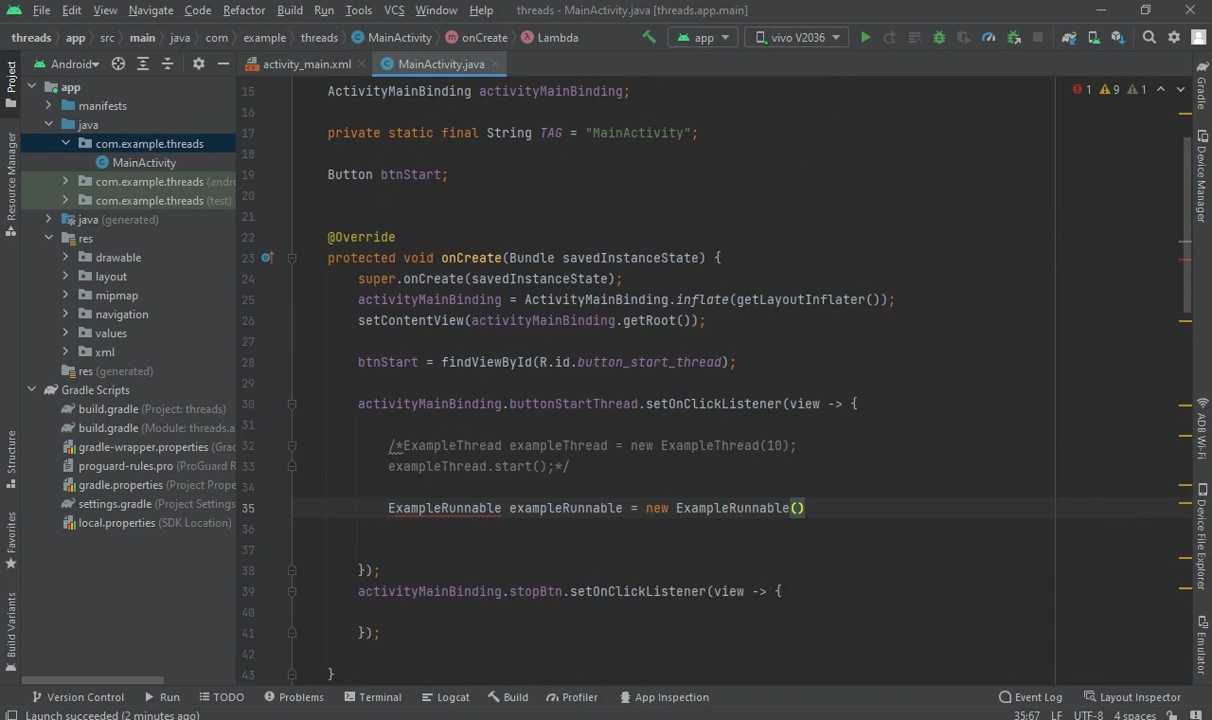 File Edit View Navigate Code Refactor Build Run Tools VCS Window Help threads - MainActivity.java [threads.app.main]
threads app src main java com example threads MainActivity onCreate Lambda app vivo V2036
Android activity_main.xml MainActivity.java
Project
Resource Manager
Structure
Favorites
Build Variants
app
manifests
java
com.example.threads
MainActivity
com.example.threads (andr
com.example.threads (test)
java (generated)
res
drawable
layout
mipmap
navigation
values
xml
res (generated)
Gradle Scripts
build.gradle (Project: threads)
build.gradle (Module: threads.a
gradle-wrapper.properties (Grad
proguard-rules.pro (ProGuard R
gradle.properties (Project Prope
settings.gradle (Project Settings
local.properties (SDK Location)
1 9 1
15 ActivityMainBinding activityMainBinding;
16
17 private static final String TAG = "MainActivity";
18
19 Button btnStart;
20
21
22 @Override
23 protected void onCreate(Bundle savedInstanceState) {
24 super.onCreate(savedInstanceState);
25 activityMainBinding = ActivityMainBinding.inflate(getLayoutInflater());
26 setContentView(activityMainBinding.getRoot());
27
28 btnStart = findViewById(R.id.button_start_thread);
29
30 activityMainBinding.buttonStartThread.setOnClickListener(view -> {
31
32 /*ExampleThread exampleThread = new ExampleThread(10);
33 exampleThread.start();*/
34
35 ExampleRunnable exampleRunnable = new ExampleRunnable()
36
37
38 });
39 activityMainBinding.stopBtn.setOnClickListener(view -> {
40
41 });
42
43 }
Gradle
Device Manager
ADB Wi-Fi
Device File Explorer
Emulator
Version Control Run TODO Problems Terminal Logcat Build Profiler App Inspection Event Log Layout Inspector
Launch succeeded (2 minutes ago) 35:67 LF UTF-8 4 spaces